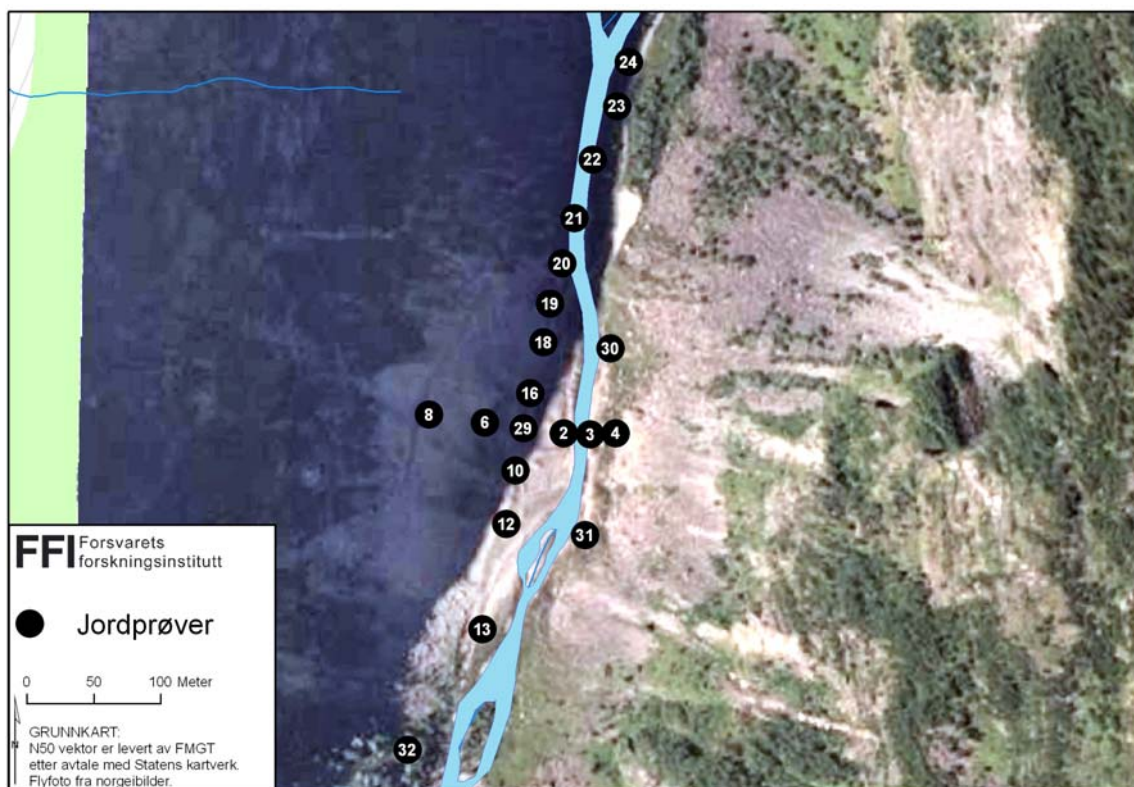 24
23
22
21
20
19
18
30
16
8
6
29
2
3
4
10
12
31
13
32
FFI Forsvarets
forskningsinstitutt
Jordprøver
0 50 100 Meter
N
GRUNNKART:
N50 vektor er levert av FMGT
etter avtale med Statens kartverk.
Flyfoto fra norgeibilder.